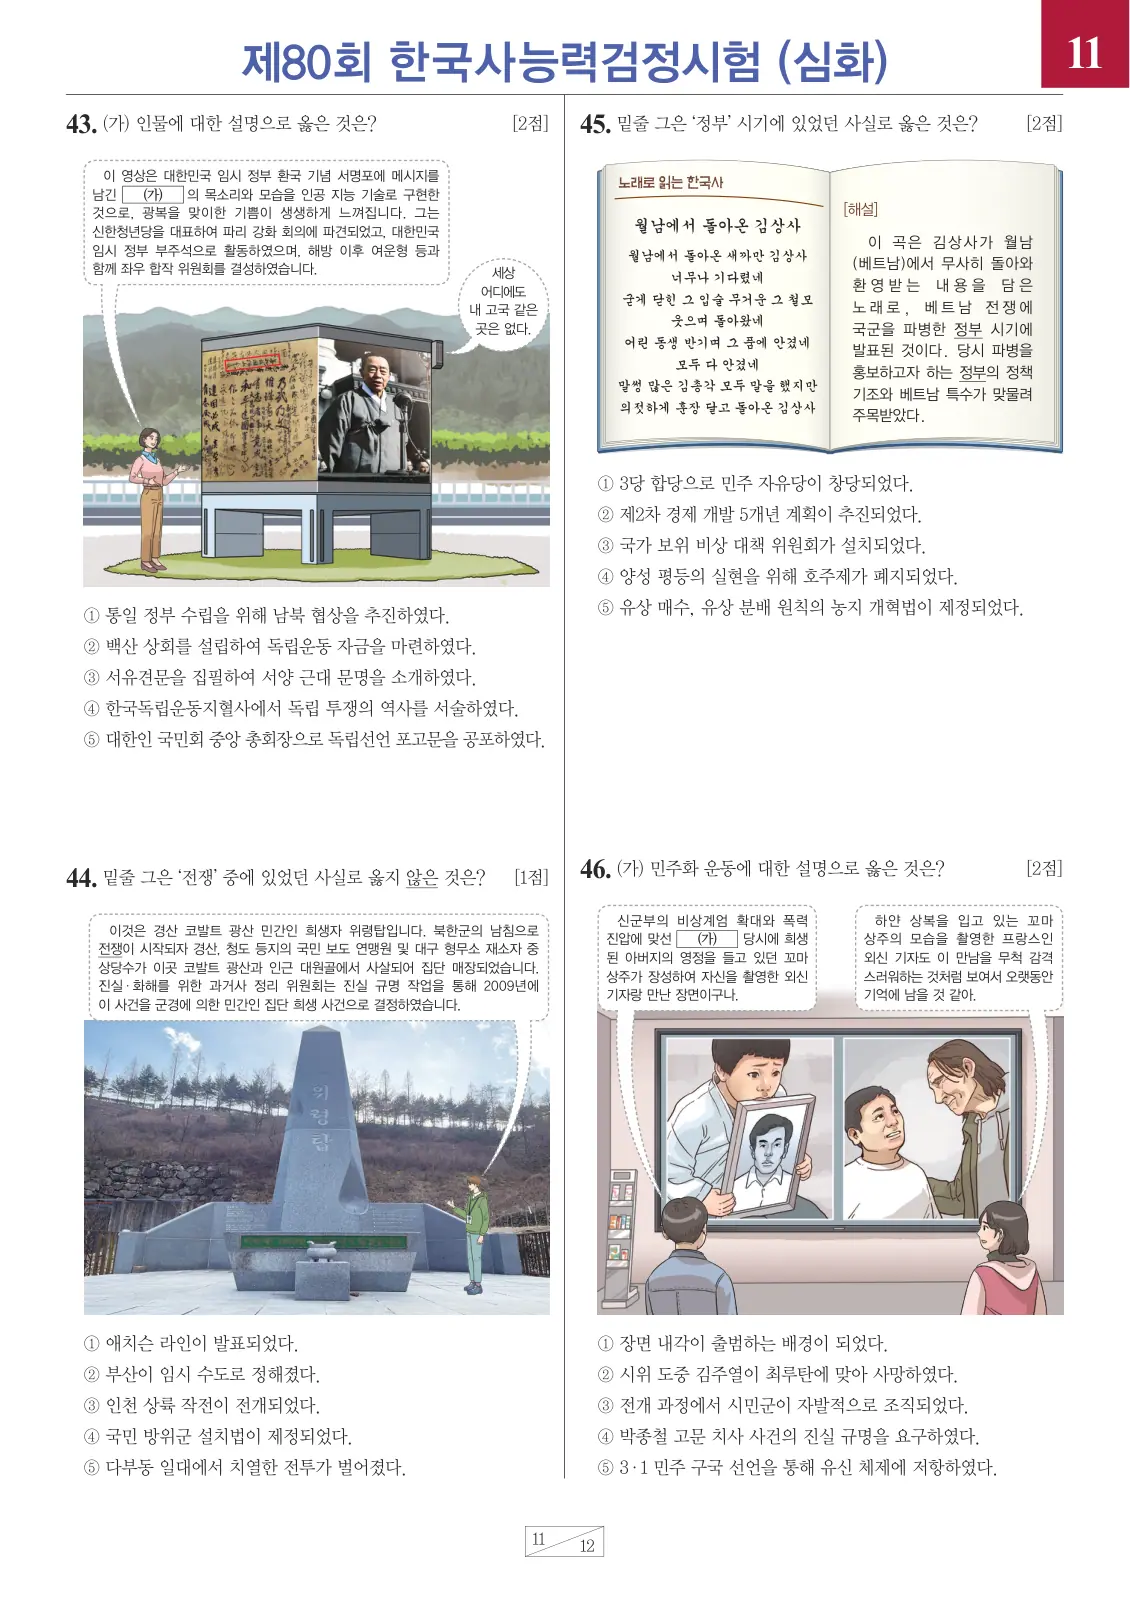 제80회 한국사능력검정시험 (심화)
11
43. (가) 인물에 대한 설명으로 옳은 것은? [2점]
이 영상은 대한민국 임시 정부 환국 기념 서명포에 메시지를
남긴 (가) 의 목소리와 모습을 인공 지능 기술로 구현한
것으로, 광복을 맞이한 기쁨이 생생하게 느껴집니다. 그는
신한청년당을 대표하여 파리 강화 회의에 파견되었고, 대한민국
임시 정부 부주석으로 활동하였으며, 해방 이후 여운형 등과
함께 좌우 합작 위원회를 결성하였습니다.
세상
어디에도
내 고국 같은
곳은 없다.
① 통일 정부 수립을 위해 남북 협상을 추진하였다.
② 백산 상회를 설립하여 독립운동 자금을 마련하였다.
③ 서유견문을 집필하여 서양 근대 문명을 소개하였다.
④ 한국독립운동지혈사에서 독립 투쟁의 역사를 서술하였다.
⑤ 대한인 국민회 중앙 총회장으로 독립선언 포고문을 공포하였다.
44. 밑줄 그은 ‘전쟁’ 중에 있었던 사실로 옳지 않은 것은? [1점]
이것은 경산 코발트 광산 민간인 희생자 위령탑입니다. 북한군의 남침으로
전쟁이 시작되자 경산, 청도 등지의 국민 보도 연맹원 및 대구 형무소 재소자 중
상당수가 이곳 코발트 광산과 인근 대원골에서 사살되어 집단 매장되었습니다.
진실·화해를 위한 과거사 정리 위원회는 진실 규명 작업을 통해 2009년에
이 사건을 군경에 의한 민간인 집단 희생 사건으로 결정하였습니다.
위령탑
① 애치슨 라인이 발표되었다.
② 부산이 임시 수도로 정해졌다.
③ 인천 상륙 작전이 전개되었다.
④ 국민 방위군 설치법이 제정되었다.
⑤ 다부동 일대에서 치열한 전투가 벌어졌다.
45. 밑줄 그은 ‘정부’ 시기에 있었던 사실로 옳은 것은? [2점]
노래로 읽는 한국사
월남에서 돌아온 김상사
월남에서 돌아온 새까만 김상사
너무나 기다렸네
굳게 닫힌 그 입술 무거운 그 철모
웃으며 돌아왔네
어린 동생 반기며 그 품에 안겼네
모두 다 안겼네
말썽 많은 김총각 모두 말을 했지만
의젓하게 훈장 달고 돌아온 김상사
[해설]
이 곡은 김상사가 월남
(베트남)에서 무사히 돌아와
환영받는 내용을 담은
노래로, 베트남 전쟁에
국군을 파병한 정부 시기에
발표된 것이다. 당시 파병을
홍보하고자 하는 정부의 정책
기조와 베트남 특수가 맞물려
주목받았다.
① 3당 합당으로 민주 자유당이 창당되었다.
② 제2차 경제 개발 5개년 계획이 추진되었다.
③ 국가 보위 비상 대책 위원회가 설치되었다.
④ 양성 평등의 실현을 위해 호주제가 폐지되었다.
⑤ 유상 매수, 유상 분배 원칙의 농지 개혁법이 제정되었다.
46. (가) 민주화 운동에 대한 설명으로 옳은 것은? [2점]
신군부의 비상계엄 확대와 폭력
진압에 맞선 (가) 당시에 희생
된 아버지의 영정을 들고 있던 꼬마
상주가 장성하여 자신을 촬영한 외신
기자랑 만난 장면이구나.
하얀 상복을 입고 있는 꼬마
상주의 모습을 촬영한 프랑스인
외신 기자도 이 만남을 무척 감격
스러워하는 것처럼 보여서 오랫동안
기억에 남을 것 같아.
① 장면 내각이 출범하는 배경이 되었다.
② 시위 도중 김주열이 최루탄에 맞아 사망하였다.
③ 전개 과정에서 시민군이 자발적으로 조직되었다.
④ 박종철 고문 치사 사건의 진실 규명을 요구하였다.
⑤ 3·1 민주 구국 선언을 통해 유신 체제에 저항하였다.
11
12